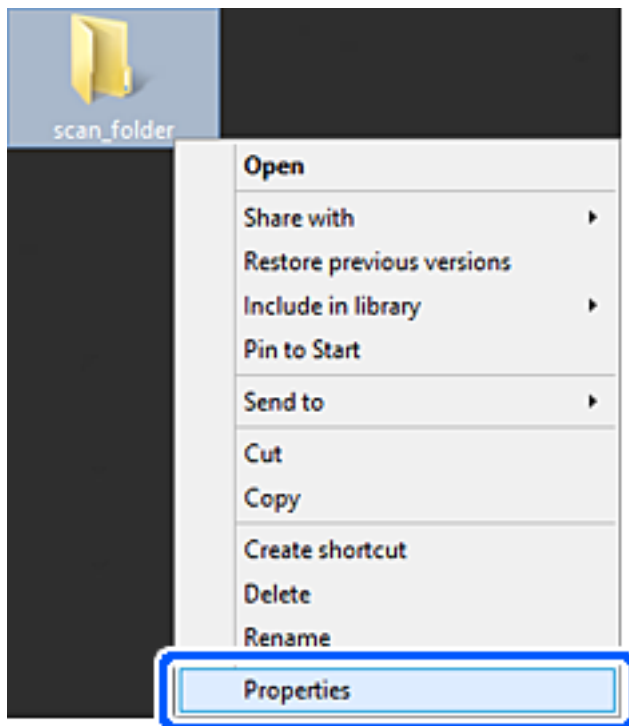 scan_folder
Open
Share with
Restore previous versions
Include in library
Pin to Start
Send to
Cut
Copy
Create shortcut
Delete
Rename
Properties